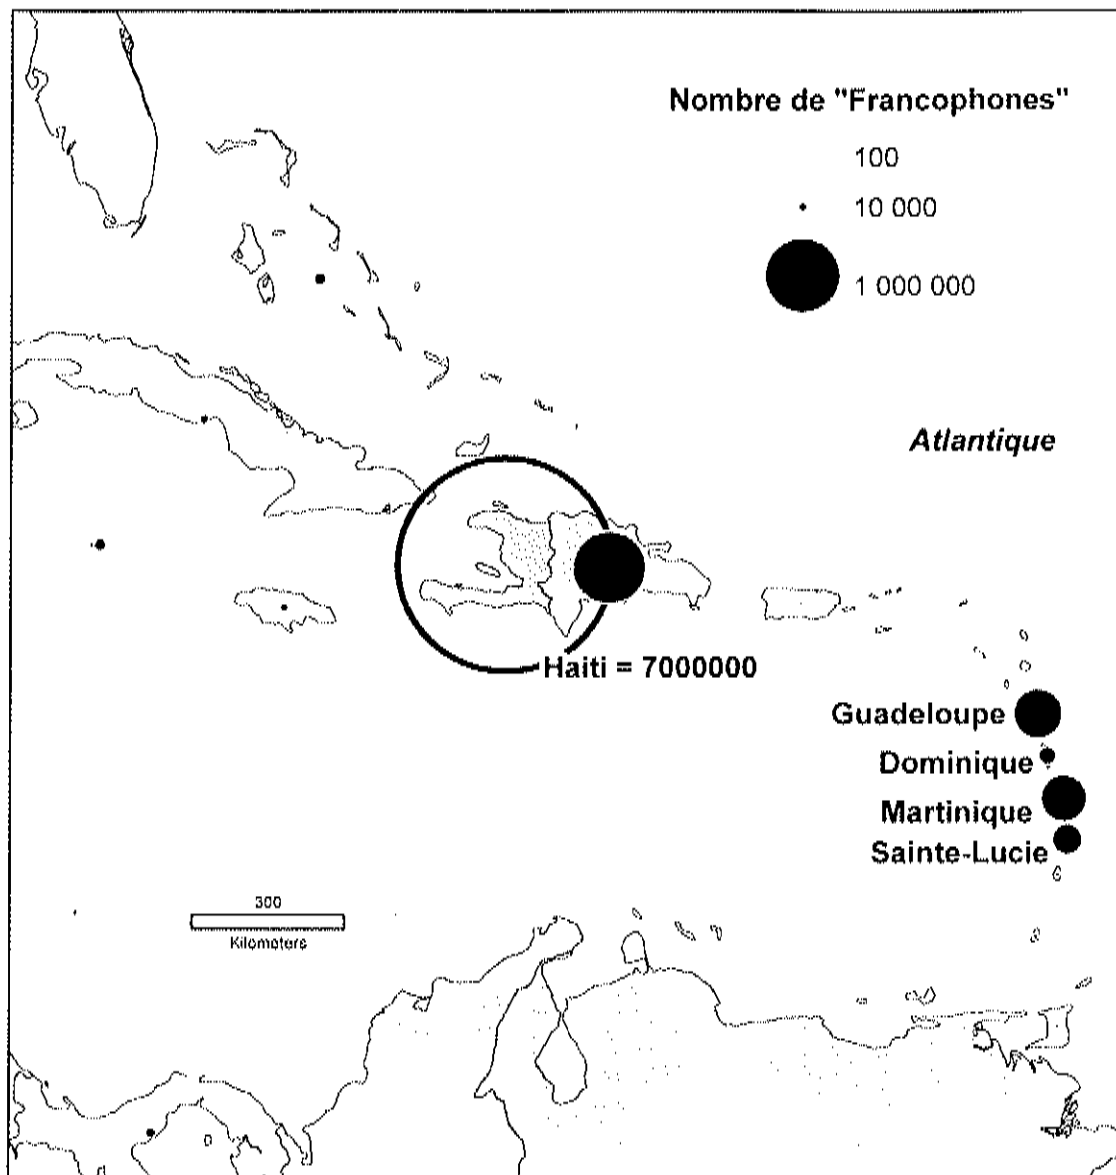 Nombre de "Francophones"
100
10 000
1 000 000
Atlantique
Haiti = 7000000
Guadeloupe
Dominique
Martinique
Sainte-Lucie
300
Kilometers